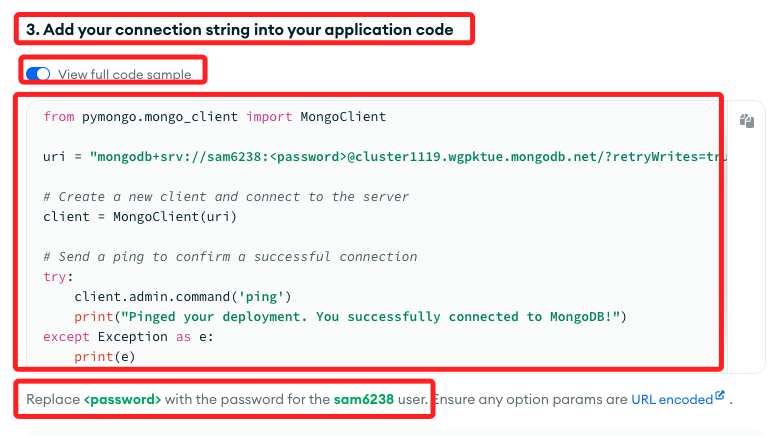 3. Add your connection string into your application code
View full code sample
from pymongo.mongo_client import MongoClient
uri = "mongodb+srv://sam6238:<password>@cluster1119.wgpktue.mongodb.net/?retryWrites=tru
# Create a new client and connect to the server
client = MongoClient(uri)
# Send a ping to confirm a successful connection
try:
    client.admin.command('ping')
    print("Pinged your deployment. You successfully connected to MongoDB!")
except Exception as e:
    print(e)
Replace <password> with the password for the sam6238 user. Ensure any option params are URL encoded .